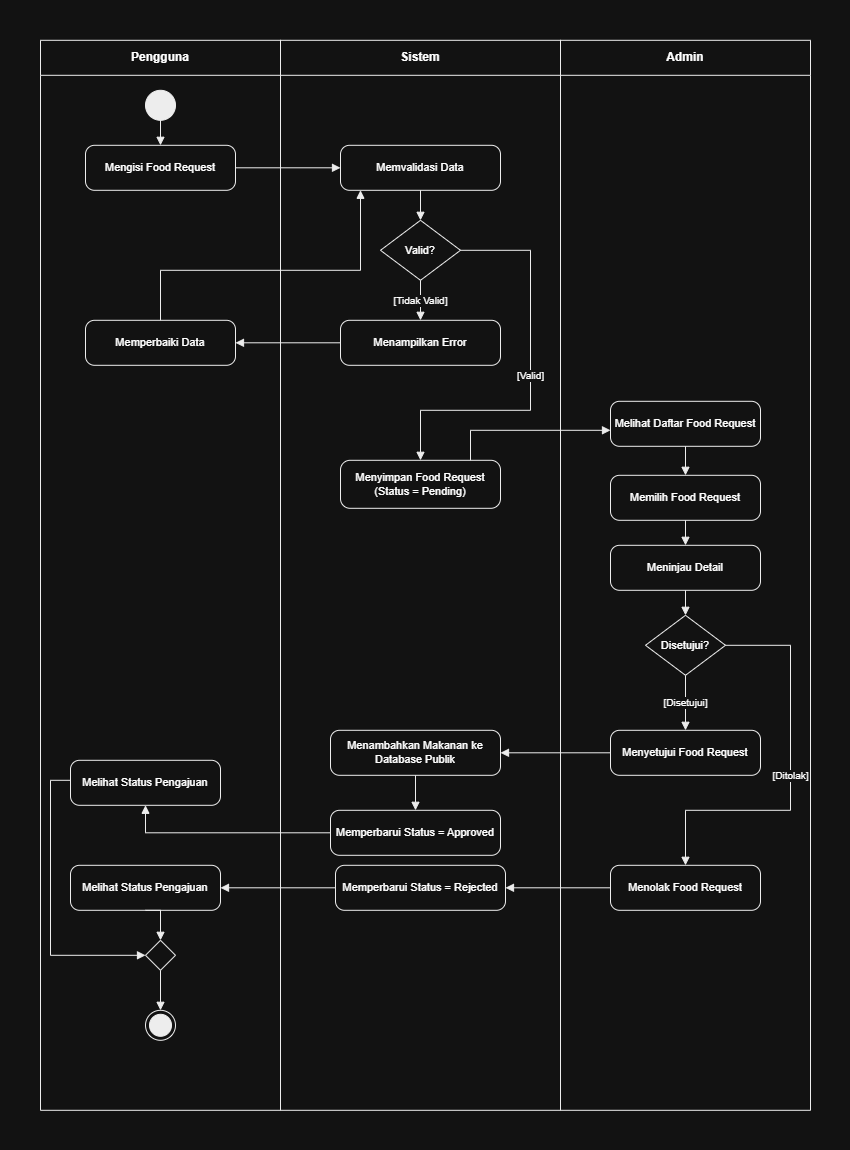 Pengguna
Sistem
Admin
Mengisi Food Request
Memvalidasi Data
Valid?
[Tidak Valid]
Memperbaiki Data
Menampilkan Error
[Valid]
Melihat Daftar Food Request
Menyimpan Food Request
(Status = Pending)
Memilih Food Request
Meninjau Detail
Disetujui?
[Disetujui]
Menambahkan Makanan ke
Database Publik
Menyetujui Food Request
[Ditolak]
Melihat Status Pengajuan
Memperbarui Status = Approved
Melihat Status Pengajuan
Memperbarui Status = Rejected
Menolak Food Request